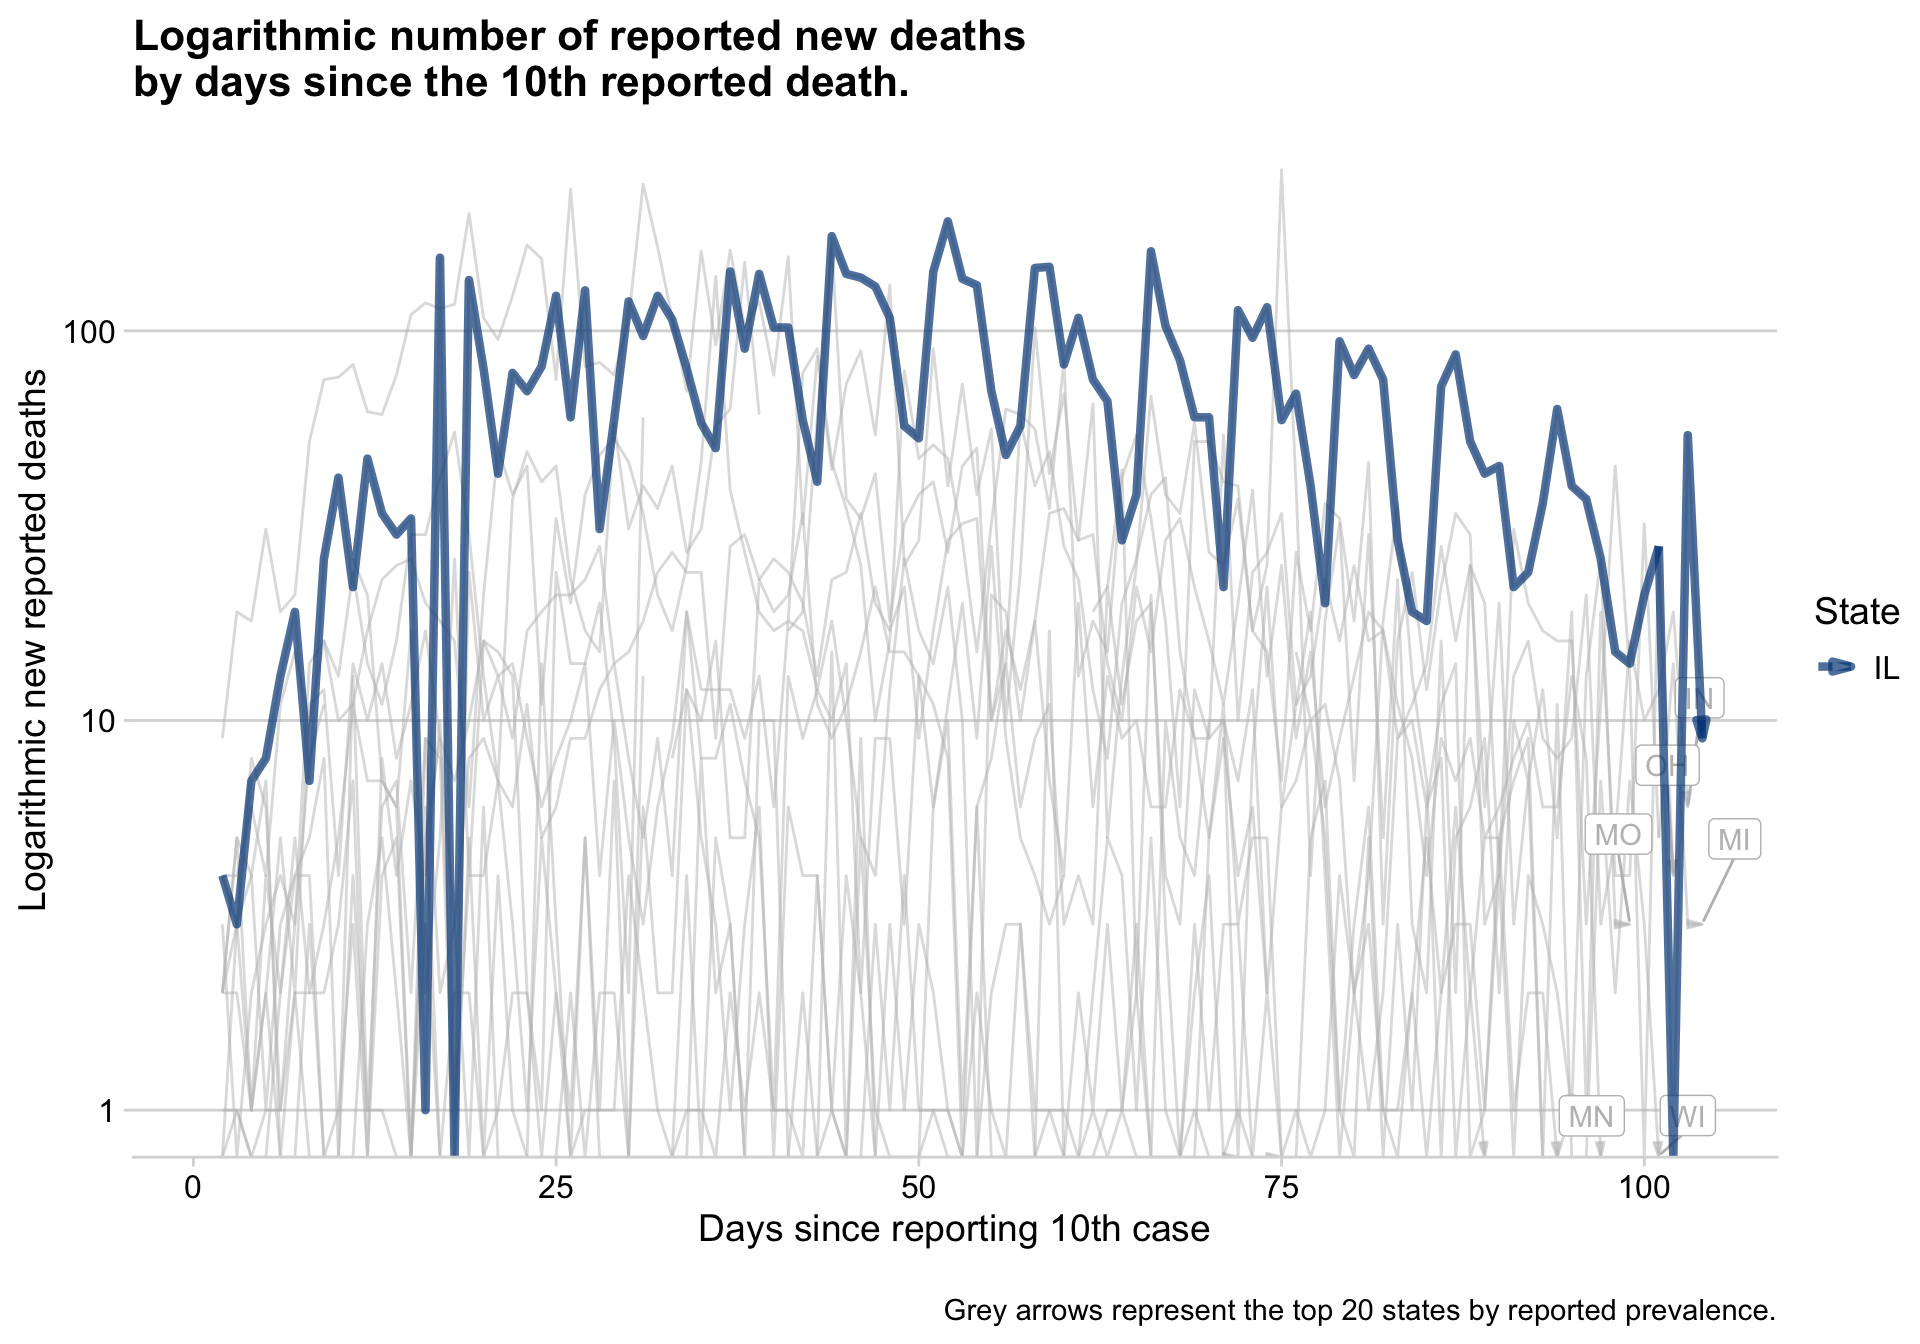 Logarithmic number of reported new deaths
by days since the 10th reported death.
Logarithmic new reported deaths
100
10
1
IN
OH
MO
MI
MN
WI
0
25
50
75
100
Days since reporting 10th case
State
IL
Grey arrows represent the top 20 states by reported prevalence.